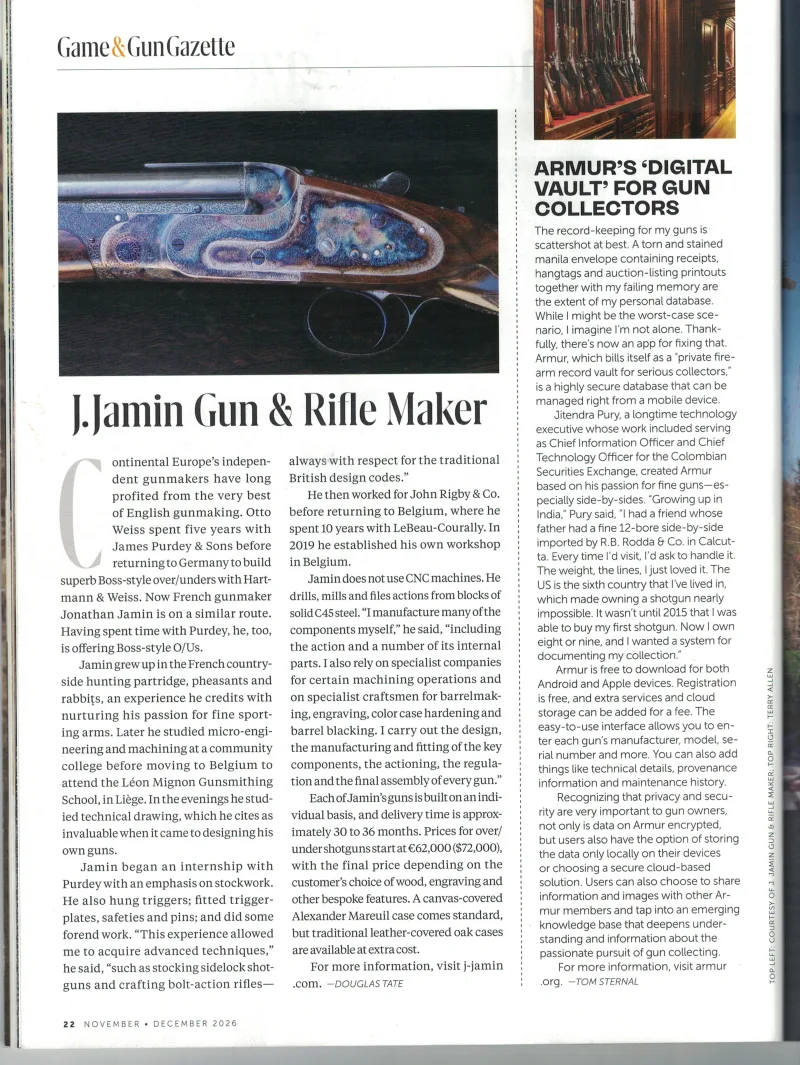 Game&GunGazette
J.Jamin Gun & Rifle Maker
Continental Europe's indepen-
dent gunmakers have long
profited from the very best
of English gunmaking. Otto
Weiss spent five years with
James Purdey & Sons before
returning to Germany to build
superb Boss-style over/unders with Hart-
mann & Weiss. Now French gunmaker
Jonathan Jamin is on a similar route.
Having spent time with Purdey, he, too,
is offering Boss-style O/Us.
Jamin grew up in the French country-
side hunting partridge, pheasants and
rabbits, an experience he credits with
nurturing his passion for fine sport-
ing arms. Later he studied micro-engi-
neering and machining at a community
college before moving to Belgium to
attend the Léon Mignon Gunsmithing
School, in Liège. In the evenings he stud-
ied technical drawing, which he cites as
invaluable when it came to designing his
own guns.
Jamin began an internship with
Purdey with an emphasis on stockwork.
He also hung triggers; fitted trigger-
plates, safeties and pins; and did some
forend work. “This experience allowed
me to acquire advanced techniques,”
he said, “such as stocking sidelock shot-
guns and crafting bolt-action rifles—
always with respect for the traditional
British design codes.”
He then worked for John Rigby & Co.
before returning to Belgium, where he
spent 10 years with LeBeau-Courally. In
2019 he established his own workshop
in Belgium.
Jamin does not use CNC machines. He
drills, mills and files actions from blocks of
solid C45 steel. “I manufacture many of the
components myself,” he said, “including
the action and a number of its internal
parts. I also rely on specialist companies
for certain machining operations and
on specialist craftsmen for barrelmak-
ing, engraving, color case hardening and
barrel blacking. I carry out the design,
the manufacturing and fitting of the key
components, the actioning, the regula-
tion and the final assembly of every gun.”
Each of Jamin's guns is built on an indi-
vidual basis, and delivery time is approx-
imately 30 to 36 months. Prices for over/
under shotguns start at €62,000 ($72,000),
with the final price depending on the
customer's choice of wood, engraving and
other bespoke features. A canvas-covered
Alexander Mareuil case comes standard,
but traditional leather-covered oak cases
are available at extra cost.
For more information, visit j-jamin
.com. —DOUGLAS TATE
ARMUR'S ‘DIGITAL
VAULT’ FOR GUN
COLLECTORS
The record-keeping for my guns is
scattershot at best. A torn and stained
manila envelope containing receipts,
hangtags and auction-listing printouts
together with my failing memory are
the extent of my personal database.
While I might be the worst-case sce-
nario, I imagine I'm not alone. Thank-
fully, there's now an app for fixing that.
Armur, which bills itself as a “private fire-
arm record vault for serious collectors,”
is a highly secure database that can be
managed right from a mobile device.
Jitendra Pury, a longtime technology
executive whose work included serving
as Chief Information Officer and Chief
Technology Officer for the Colombian
Securities Exchange, created Armur
based on his passion for fine guns—es-
pecially side-by-sides. “Growing up in
India,” Pury said, “I had a friend whose
father had a fine 12-bore side-by-side
imported by R.B. Rodda & Co. in Calcut-
ta. Every time I'd visit, I'd ask to handle it.
The weight, the lines, I just loved it. The
US is the sixth country that I've lived in,
which made owning a shotgun nearly
impossible. It wasn't until 2015 that I was
able to buy my first shotgun. Now I own
eight or nine, and I wanted a system for
documenting my collection.”
Armur is free to download for both
Android and Apple devices. Registration
is free, and extra services and cloud
storage can be added for a fee. The
easy-to-use interface allows you to en-
ter each gun's manufacturer, model, se-
rial number and more. You can also add
things like technical details, provenance
information and maintenance history.
Recognizing that privacy and secu-
rity are very important to gun owners,
not only is data on Armur encrypted,
but users also have the option of storing
the data only locally on their devices
or choosing a secure cloud-based
solution. Users can also choose to share
information and images with other Ar-
mur members and tap into an emerging
knowledge base that deepens under-
standing and information about the
passionate pursuit of gun collecting.
For more information, visit armur
.org. —TOM STERNAL
TOP LEFT: COURTESY OF J. JAMIN GUN & RIFLE MAKER; TOP RIGHT: TERRY ALLEN
22 NOVEMBER • DECEMBER 2026